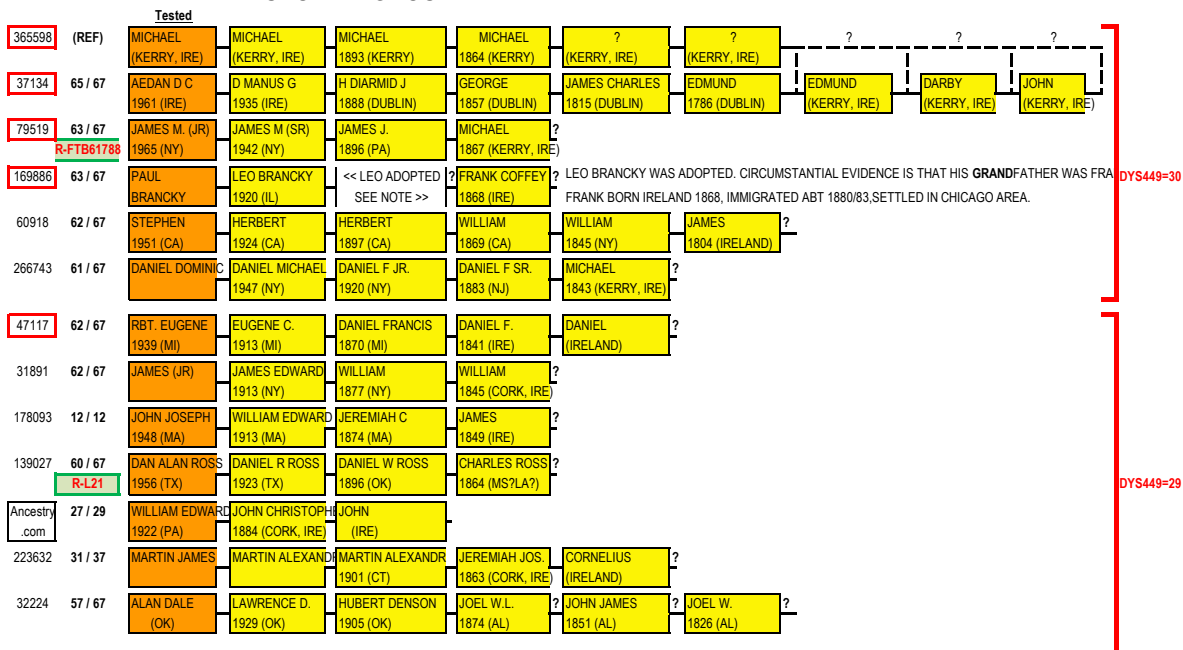 Tested
365598 (REF) MICHAEL MICHAEL MICHAEL MICHAEL ? ? ? ? ?
(KERRY, IRE) (KERRY, IRE) 1893 (KERRY) 1864 (KERRY) (KERRY, IRE) (KERRY, IRE)
37134 65 / 67 AEDAN D C D MANUS G H DIARMID J GEORGE JAMES CHARLES EDMUND EDMUND DARBY JOHN
1961 (IRE) 1935 (IRE) 1888 (DUBLIN) 1857 (DUBLIN) 1815 (DUBLIN) 1786 (DUBLIN) (KERRY, IRE) (KERRY, IRE) (KERRY, IRE)
79519 63 / 67 JAMES M. (JR) JAMES M (SR) JAMES J. MICHAEL ?
R-FTB61788 1965 (NY) 1942 (NY) 1896 (PA) 1867 (KERRY, IRE)
169886 63 / 67 PAUL LEO BRANCKY << LEO ADOPTED ? FRANK COFFEY ? LEO BRANCKY WAS ADOPTED. CIRCUMSTANTIAL EVIDENCE IS THAT HIS GRANDFATHER WAS FRA DYS449=30
BRANCKY 1920 (IL) SEE NOTE >> 1868 (IRE) FRANK BORN IRELAND 1868, IMMIGRATED ABT 1880/83,SETTLED IN CHICAGO AREA.
60918 62 / 67 STEPHEN HERBERT HERBERT WILLIAM WILLIAM JAMES ?
1951 (CA) 1924 (CA) 1897 (CA) 1869 (CA) 1845 (NY) 1804 (IRELAND)
266743 61 / 67 DANIEL DOMINIC DANIEL MICHAEL DANIEL F JR. DANIEL F SR. MICHAEL ?
1947 (NY) 1920 (NY) 1883 (NJ) 1843 (KERRY, IRE)
47117 62 / 67 RBT. EUGENE EUGENE C. DANIEL FRANCIS DANIEL F. DANIEL ?
1939 (MI) 1913 (MI) 1870 (MI) 1841 (IRE) (IRELAND)
31891 62 / 67 JAMES (JR) JAMES EDWARD WILLIAM WILLIAM ?
1913 (NY) 1877 (NY) 1845 (CORK, IRE)
178093 12 / 12 JOHN JOSEPH WILLIAM EDWARD JEREMIAH C JAMES ?
1948 (MA) 1913 (MA) 1874 (MA) 1849 (IRE)
139027 60 / 67 DAN ALAN ROSS DANIEL R ROSS DANIEL W ROSS CHARLES ROSS ?
R-L21 1956 (TX) 1923 (TX) 1896 (OK) 1864 (MS?LA?) DYS449=29
Ancestry 27 / 29 WILLIAM EDWARD JOHN CHRISTOPHE JOHN
.com 1922 (PA) 1884 (CORK, IRE) (IRE)
223632 31 / 37 MARTIN JAMES MARTIN ALEXAND MARTIN ALEXANDR JEREMIAH JOS. CORNELIUS ?
1901 (CT) 1863 (CORK, IRE) (IRELAND)
32224 57 / 67 ALAN DALE LAWRENCE D. HUBERT DENSON JOEL W.L. ? JOHN JAMES ? JOEL W. ?
(OK) 1929 (OK) 1905 (OK) 1874 (AL) 1851 (AL) 1826 (AL)